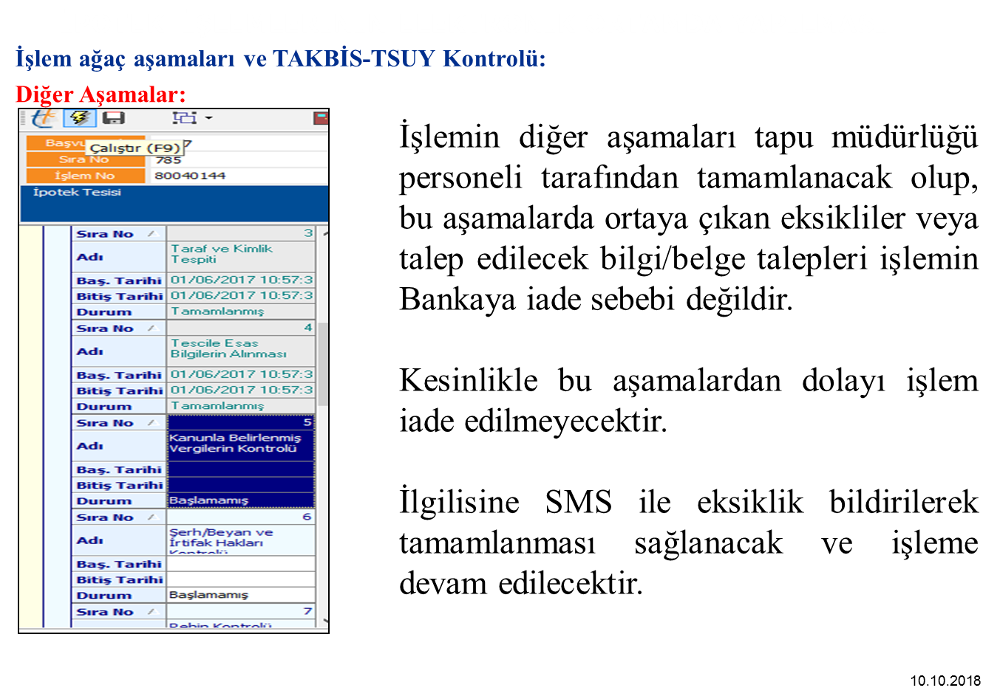 İşlem ağaç aşamaları ve TAKBİS-TSUY Kontrolü:
Diğer Aşamalar:
Çalıştır (F9)
Sıra No 785
İşlem No 80040144
İpotek Tesisi
Sıra No 3
Adı Taraf ve Kimlik
Tespiti
Baş. Tarihi 01/06/2017 10:57:3
Bitiş Tarihi 01/06/2017 10:57:3
Durum Tamamlanmış
Sıra No 4
Adı Tescile Esas
Bilgilerin Alınması
Baş. Tarihi 01/06/2017 10:57:3
Bitiş Tarihi 01/06/2017 10:57:3
Durum Tamamlanmış
Sıra No 5
Adı Kanunla Belirlenmiş
Vergilerin Kontrolü
Baş. Tarihi
Bitiş Tarihi
Durum Başlamamış
Sıra No 6
Adı Şerh/Beyan ve
İrtifak Hakları
Kontrolü
Baş. Tarihi
Bitiş Tarihi
Durum Başlamamış
Sıra No 7
Rehin Kontrolü
İşlemin diğer aşamaları tapu müdürlüğü
personeli tarafından tamamlanacak olup,
bu aşamalarda ortaya çıkan eksikliler veya
talep edilecek bilgi/belge talepleri işlemin
Bankaya iade sebebi değildir.
Kesinlikle bu aşamalardan dolayı işlem
iade edilmeyecektir.
İlgilisine SMS ile eksiklik bildirilerek
tamamlanması sağlanacak ve işleme
devam edilecektir.
10.10.2018